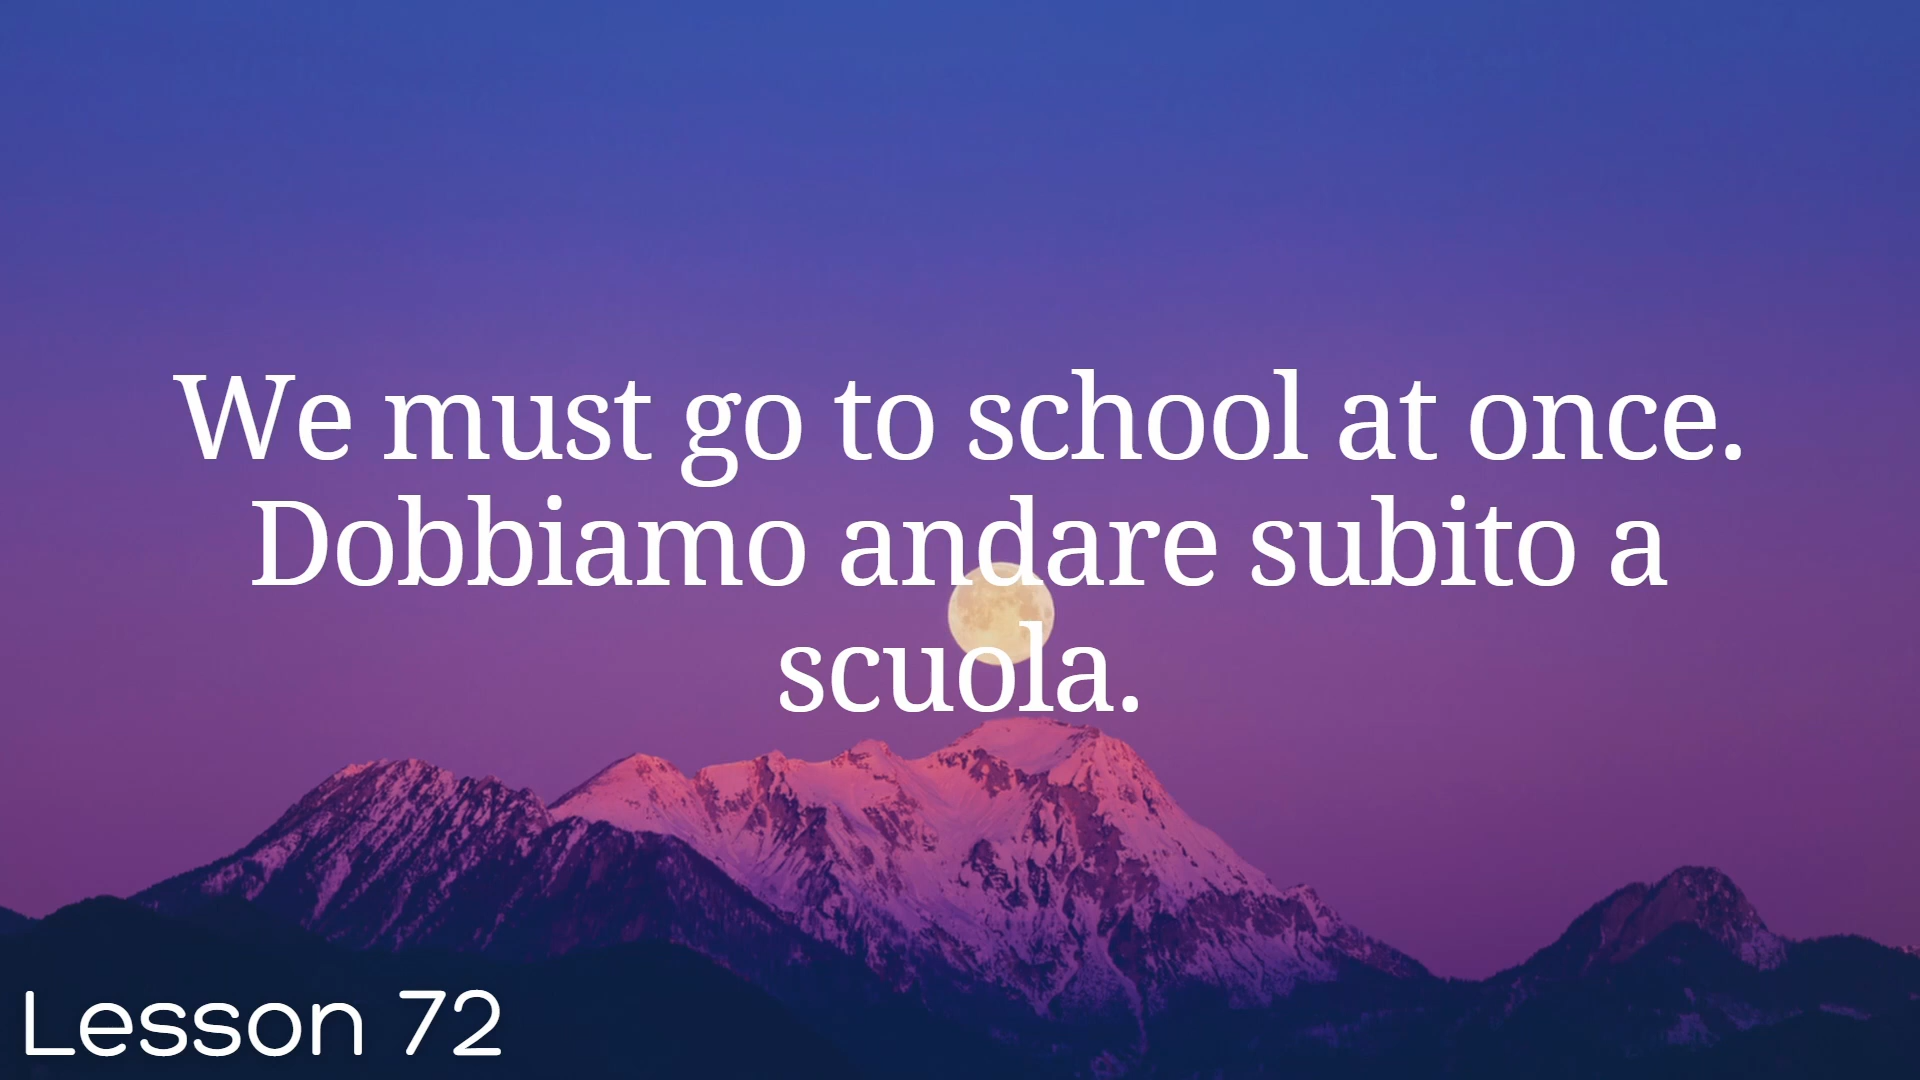 We must go to school at once.
Dobbiamo andare subito a
scuola.
Lesson 72